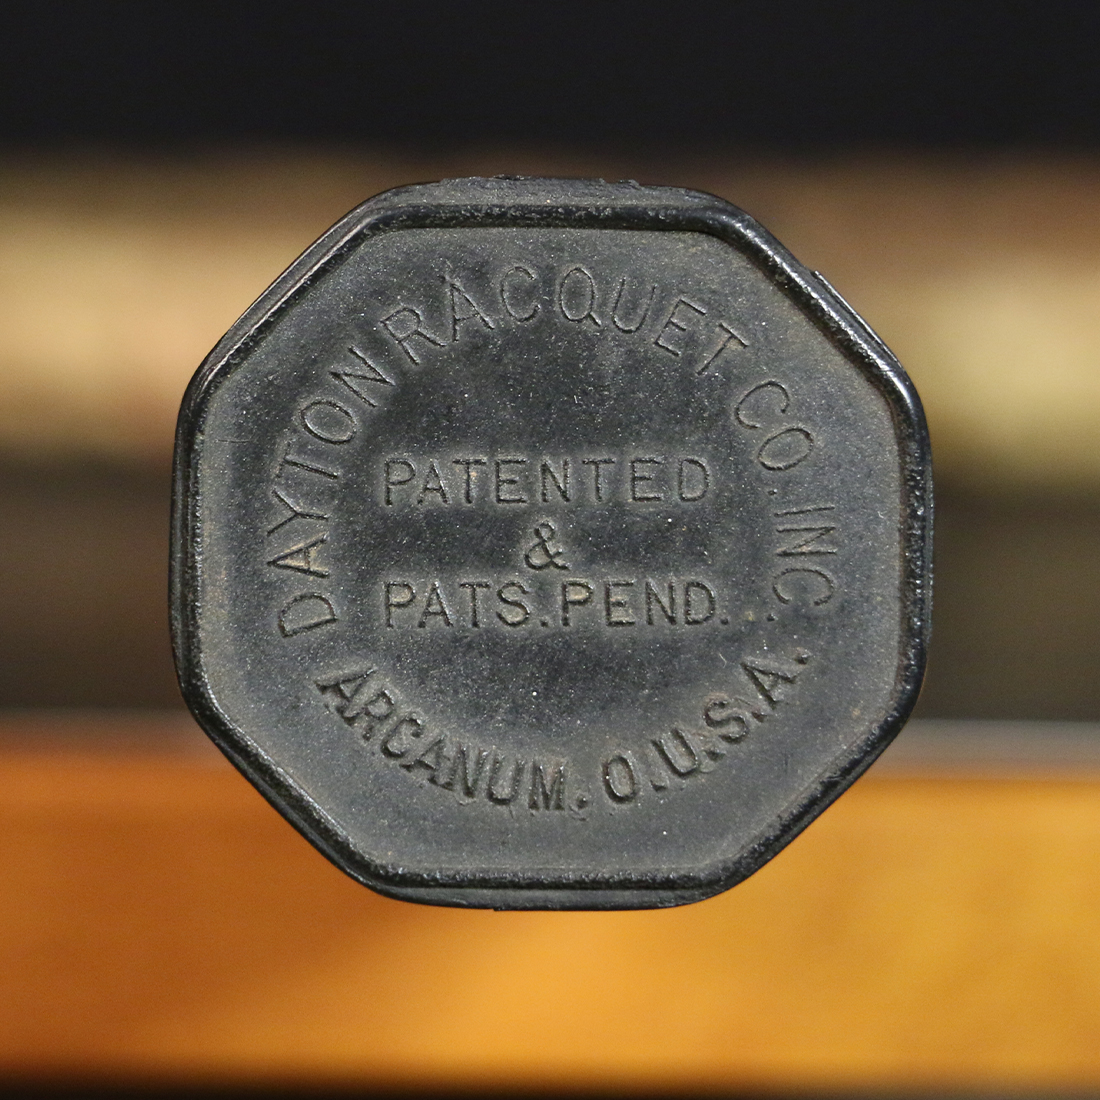 DAYTON RACQUET CO. INC.
PATENTED
&
PATS. PEND.
ARCANUM. O.U.S.A.